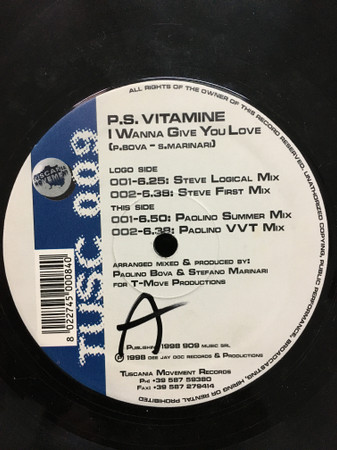 ALL RIGHTS OF THE OWNER OF THIS RECORD RESERVED. UNAUTHORIZED COPYING, PUBLIC PERFORMANCE, BROADCASTING, HIRING OR RENTAL PROHIBITED.
P.S. VITAMINE
I WANNA GIVE YOU LOVE
(P.BOVA - S.MARINARI)
LOGO SIDE
001-6.25: STEVE LOGICAL MIX
002-6.38: STEVE FIRST MIX
THIS SIDE
001-6.50: PAOLINO SUMMER MIX
002-6.38: PAOLINO VVT MIX
ARRANGED MIXED & PRODUCED BY:
PAOLINO BOVA & STEFANO MARINARI
FOR T-MOVE PRODUCTIONS
A
PUBLISHING 1998 909 MUSIC SRL
℗© 1998 DEE JAY DOC RECORDS & PRODUCTIONS
TUSCANIA MOVEMENT RECORDS
PH: +39 587 59380
FAX: +39 587 279414
TUSC 009
8 022745 000840